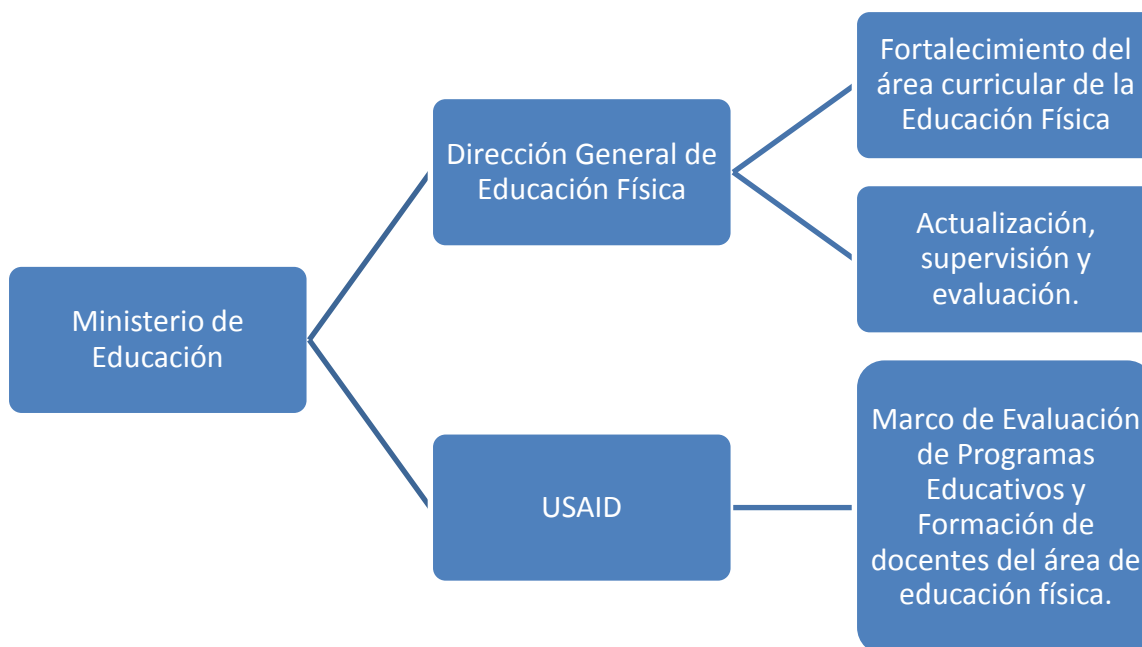 Ministerio de
Educación
Dirección General de
Educación Física
Fortalecimiento del
área curricular de la
Educación Física
Actualización,
supervisión y
evaluación.
USAID
Marco de Evaluación
de Programas
Educativos y
Formación de
docentes del área de
educación física.